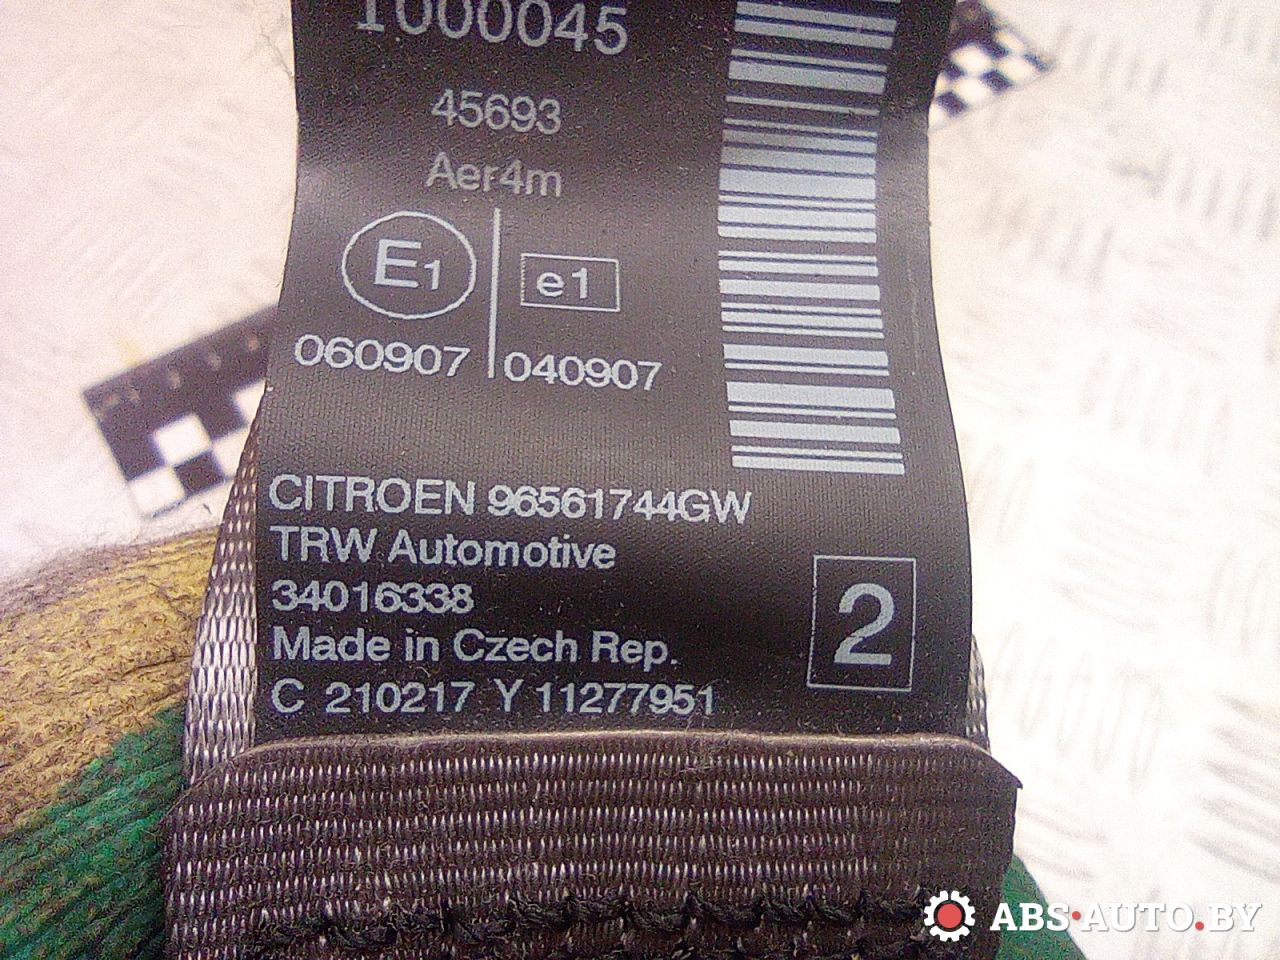 1000045
45693
Aer4m
E1
e1
060907
040907
CITROEN 96561744GW
TRW Automotive
34016338
Made in Czech Rep.
C 210217 Y 11277951
2
ABS-AUTO.BY